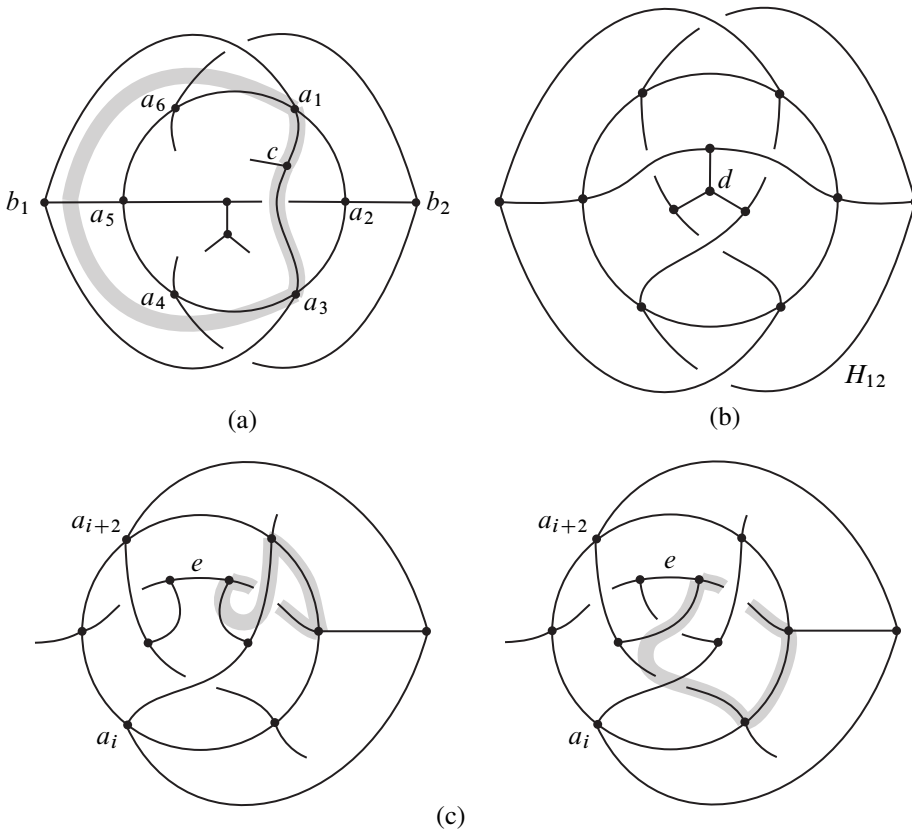 a₆ a₁
c
b₁ a₅ a₂ b₂
a₄ a₃
(a)
d
H₁₂
(b)
aᵢ₊₂ e
aᵢ
aᵢ₊₂ e
aᵢ
(c)